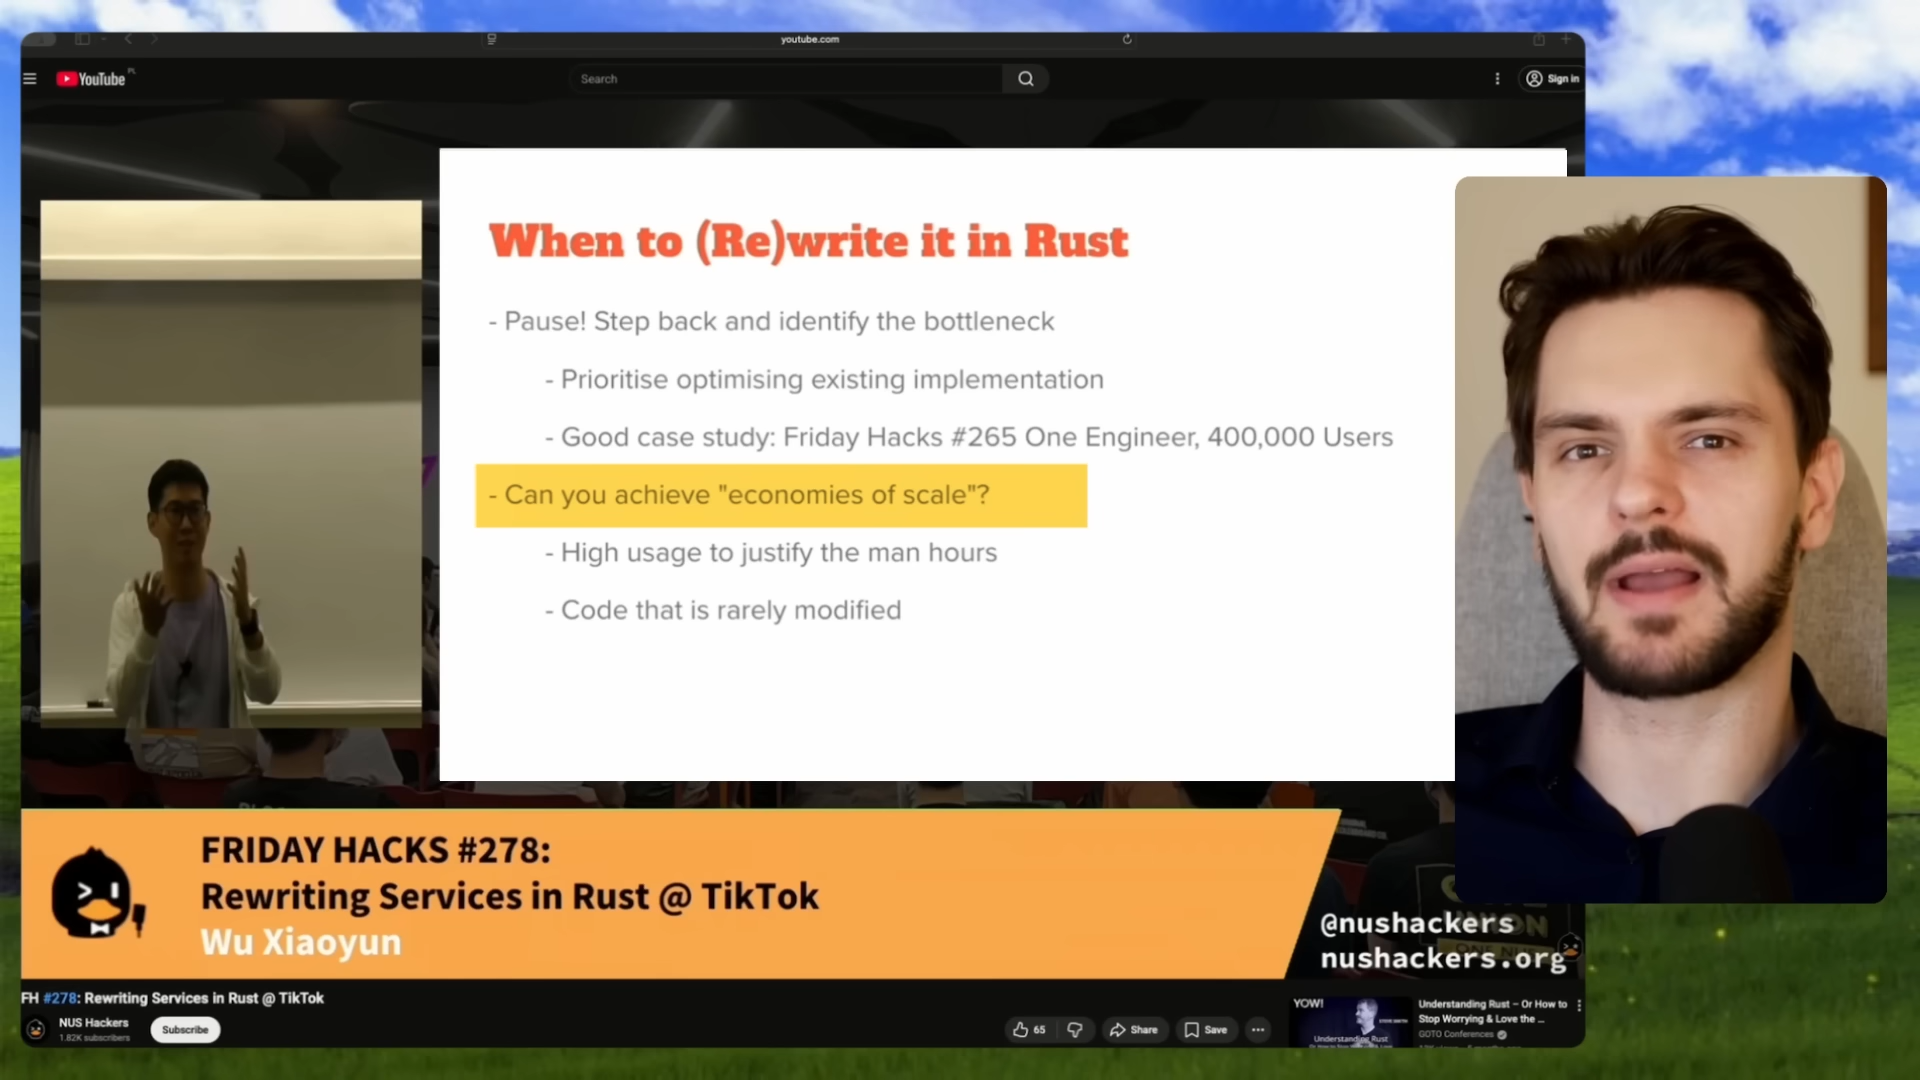 youtube.com
YouTube PL
Search
Sign in
When to (Re)write it in Rust
- Pause! Step back and identify the bottleneck
- Prioritise optimising existing implementation
- Good case study: Friday Hacks #265 One Engineer, 400,000 Users
- Can you achieve "economies of scale"?
- High usage to justify the man hours
- Code that is rarely modified
FRIDAY HACKS #278:
Rewriting Services in Rust @ TikTok
Wu Xiaoyun
@nushackers
nushackers.org
FH #278: Rewriting Services in Rust @ TikTok
NUS Hackers
1.82K subscribers
Subscribe
65
Share
Save
YOW!
Understanding Rust
Understanding Rust – Or How to
Stop Worrying & Love the ...
GOTO Conferences